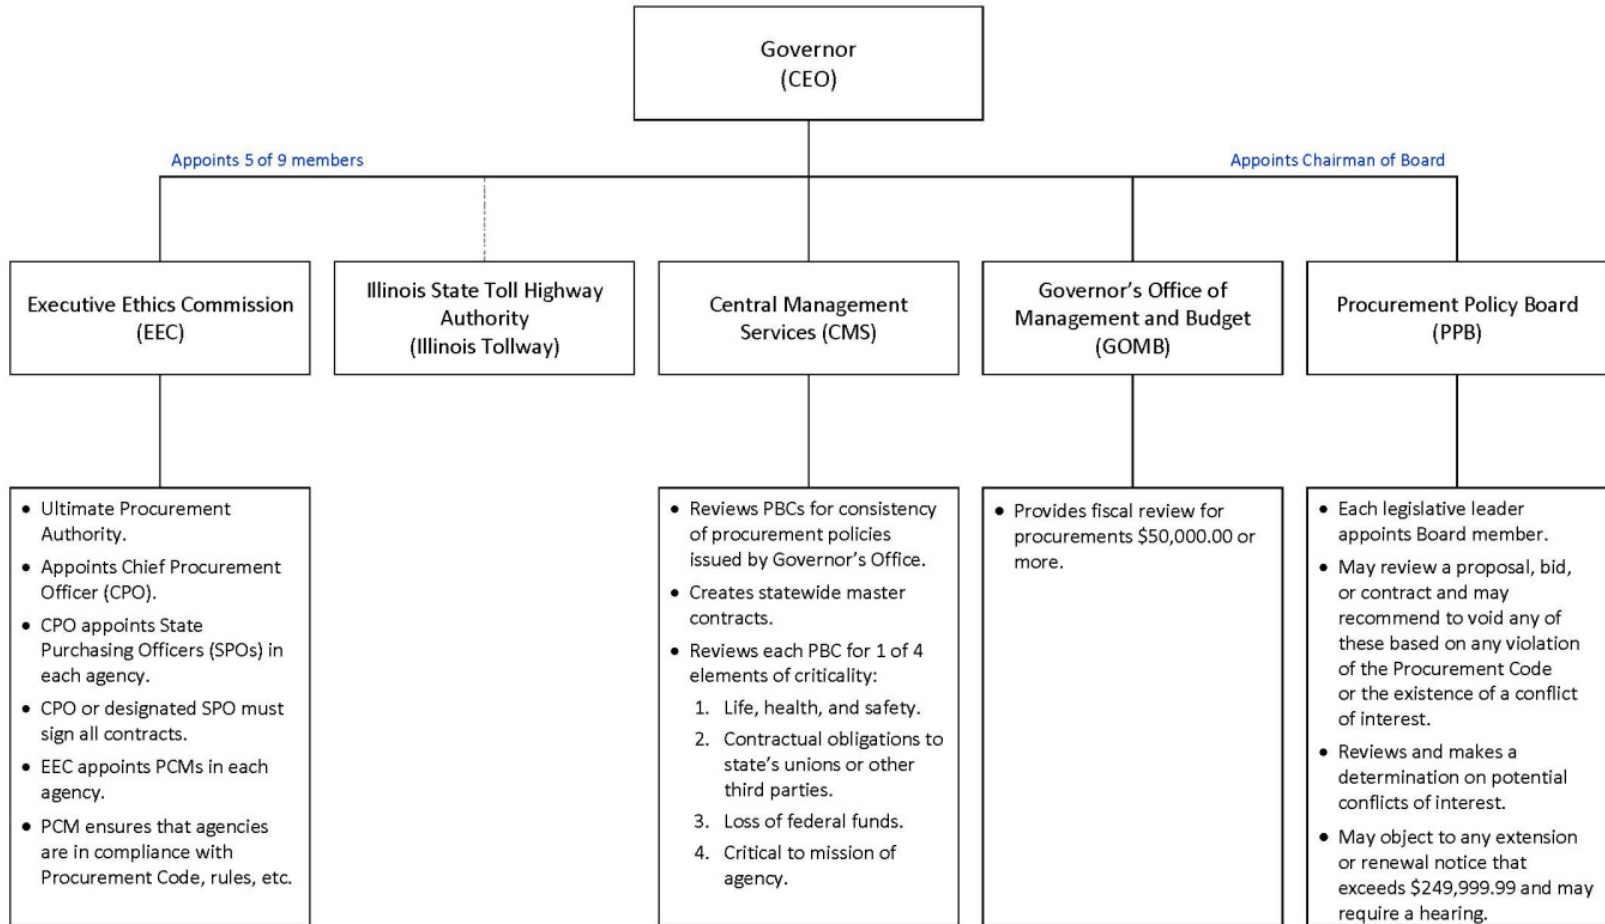 Governor
(CEO)
Appoints 5 of 9 members
Appoints Chairman of Board
Executive Ethics Commission
(EEC)
Illinois State Toll Highway
Authority
(Illinois Tollway)
Central Management
Services (CMS)
Governor's Office of
Management and Budget
(GOMB)
Procurement Policy Board
(PPB)
• Ultimate Procurement
Authority.
• Appoints Chief Procurement
Officer (CPO).
• CPO appoints State
Purchasing Officers (SPOs) in
each agency.
• CPO or designated SPO must
sign all contracts.
• EEC appoints PCMs in each
agency.
• PCM ensures that agencies
are in compliance with
Procurement Code, rules, etc.
• Reviews PBCs for consistency
of procurement policies
issued by Governor's Office.
• Creates statewide master
contracts.
• Reviews each PBC for 1 of 4
elements of criticality:
1. Life, health, and safety.
2. Contractual obligations to
state's unions or other
third parties.
3. Loss of federal funds.
4. Critical to mission of
agency.
• Provides fiscal review for
procurements $50,000.00 or
more.
• Each legislative leader
appoints Board member.
• May review a proposal, bid,
or contract and may
recommend to void any of
these based on any violation
of the Procurement Code
or the existence of a conflict
of interest.
• Reviews and makes a
determination on potential
conflicts of interest.
• May object to any extension
or renewal notice that
exceeds $249,999.99 and may
require a hearing.